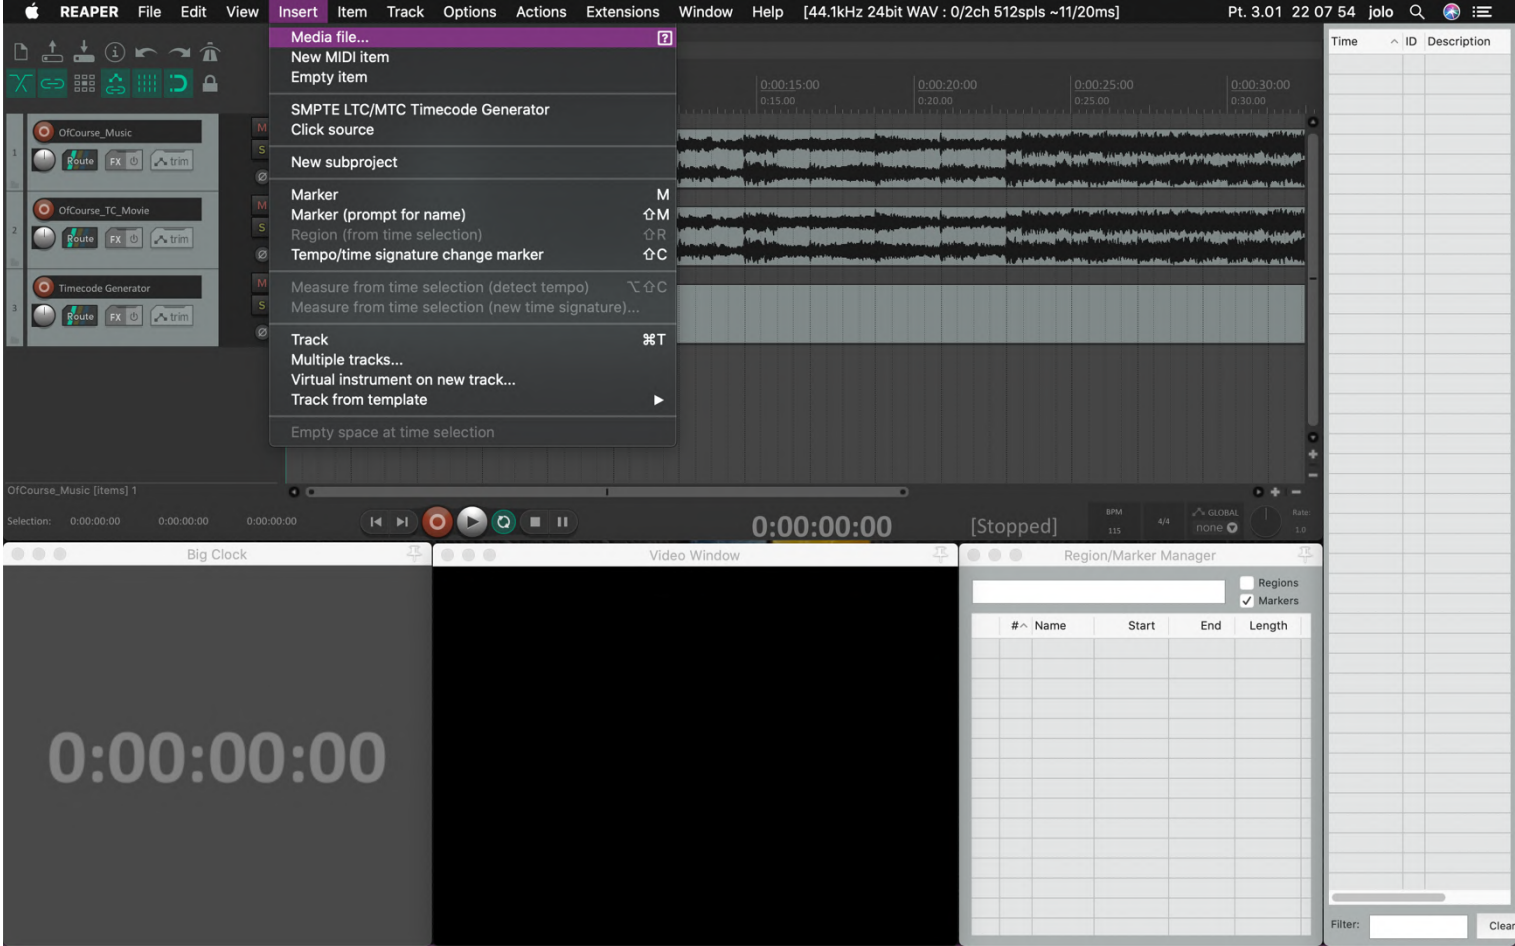 REAPER File Edit View Insert Item Track Options Actions Extensions Window Help [44.1kHz 24bit WAV : 0/2ch 512spls ~11/20ms] Pt. 3.01 22 07 54 jolo
Media file... ?
New MIDI item
Empty item
SMPTE LTC/MTC Timecode Generator
Click source
New subproject
Marker M
Marker (prompt for name) ⇧M
Region (from time selection) ⇧R
Tempo/time signature change marker ⇧C
Measure from time selection (detect tempo) ⌥⇧C
Measure from time selection (new time signature)...
Track ⌘T
Multiple tracks...
Virtual instrument on new track...
Track from template ▶
Empty space at time selection
0:00:15:00 0:00:20:00 0:00:25:00 0:00:30:00
0:15.00 0:20.00 0:25.00 0:30.00
1 OfCourse_Music M
Route FX trim S
2 OfCourse_TC_Movie M
Route FX trim S
3 Timecode Generator M
Route FX trim S
OfCourse_Music [items] 1
Selection: 0:00:00:00 0:00:00:00 0:00:00:00
0:00:00:00 [Stopped]
BPM
115
4/4
GLOBAL
none
Rate:
1.0
Big Clock
0:00:00:00
Video Window
Region/Marker Manager
Regions
Markers
# Name Start End Length
Time ID Description
Filter: Clear